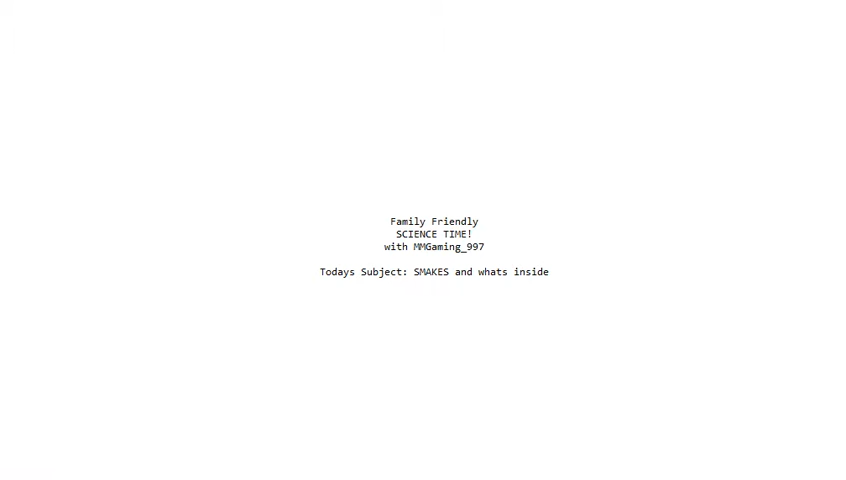 Family Friendly
SCIENCE TIME!
with MMGaming_997
Todays Subject: SMAKES and whats inside